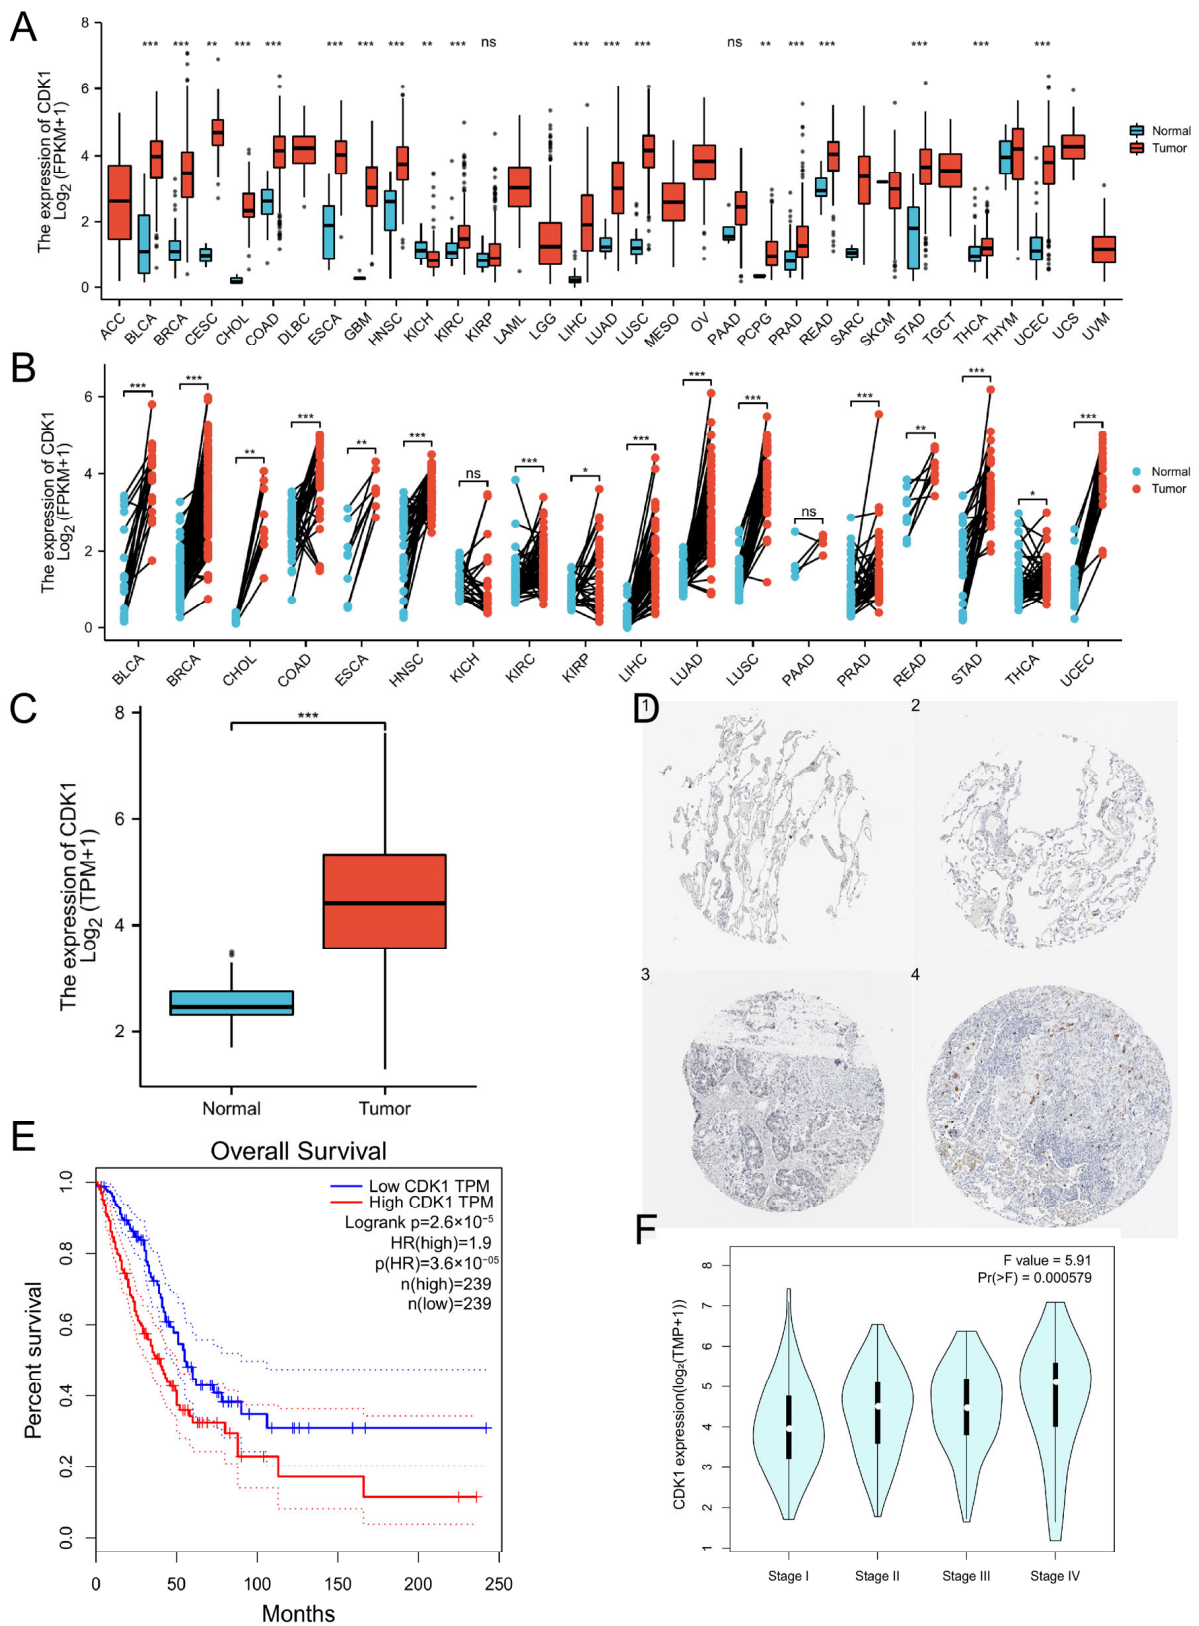 A
The expression of CDK1
Log2 (FPKM+1)
8
6
4
2
0
*** *** ** *** *** *** *** *** ** *** ns *** *** *** ns ** *** *** *** *** ***
Normal
Tumor
ACC BLCA BRCA CESC CHOL COAD DLBC ESCA GBM HNSC KICH KIRC KIRP LAML LGG LIHC LUAD LUSC MESO OV PAAD PCPG PRAD READ SARC SKCM STAD TGCT THCA THYM UCEC UCS UVM
B
The expression of CDK1
Log2 (FPKM+1)
6
4
2
0
*** *** ** *** ** *** ns *** * *** *** *** ns *** ** *** * ***
Normal
Tumor
BLCA BRCA CHOL COAD ESCA HNSC KICH KIRC KIRP LIHC LUAD LUSC PAAD PRAD READ STAD THCA UCEC
C
The expression of CDK1
Log2 (TPM+1)
8
6
4
2
***
Normal Tumor
D
1 2
3 4
E
Overall Survival
Percent survival
1.0
0.8
0.6
0.4
0.2
0.0
Low CDK1 TPM
High CDK1 TPM
Logrank p=2.6×10⁻⁵
HR(high)=1.9
p(HR)=3.6×10⁻⁰⁵
n(high)=239
n(low)=239
0 50 100 150 200 250
Months
F
CDK1 expression(log₂(TMP+1))
8
7
6
5
4
3
2
1
F value = 5.91
Pr(>F) = 0.000579
Stage I Stage II Stage III Stage IV